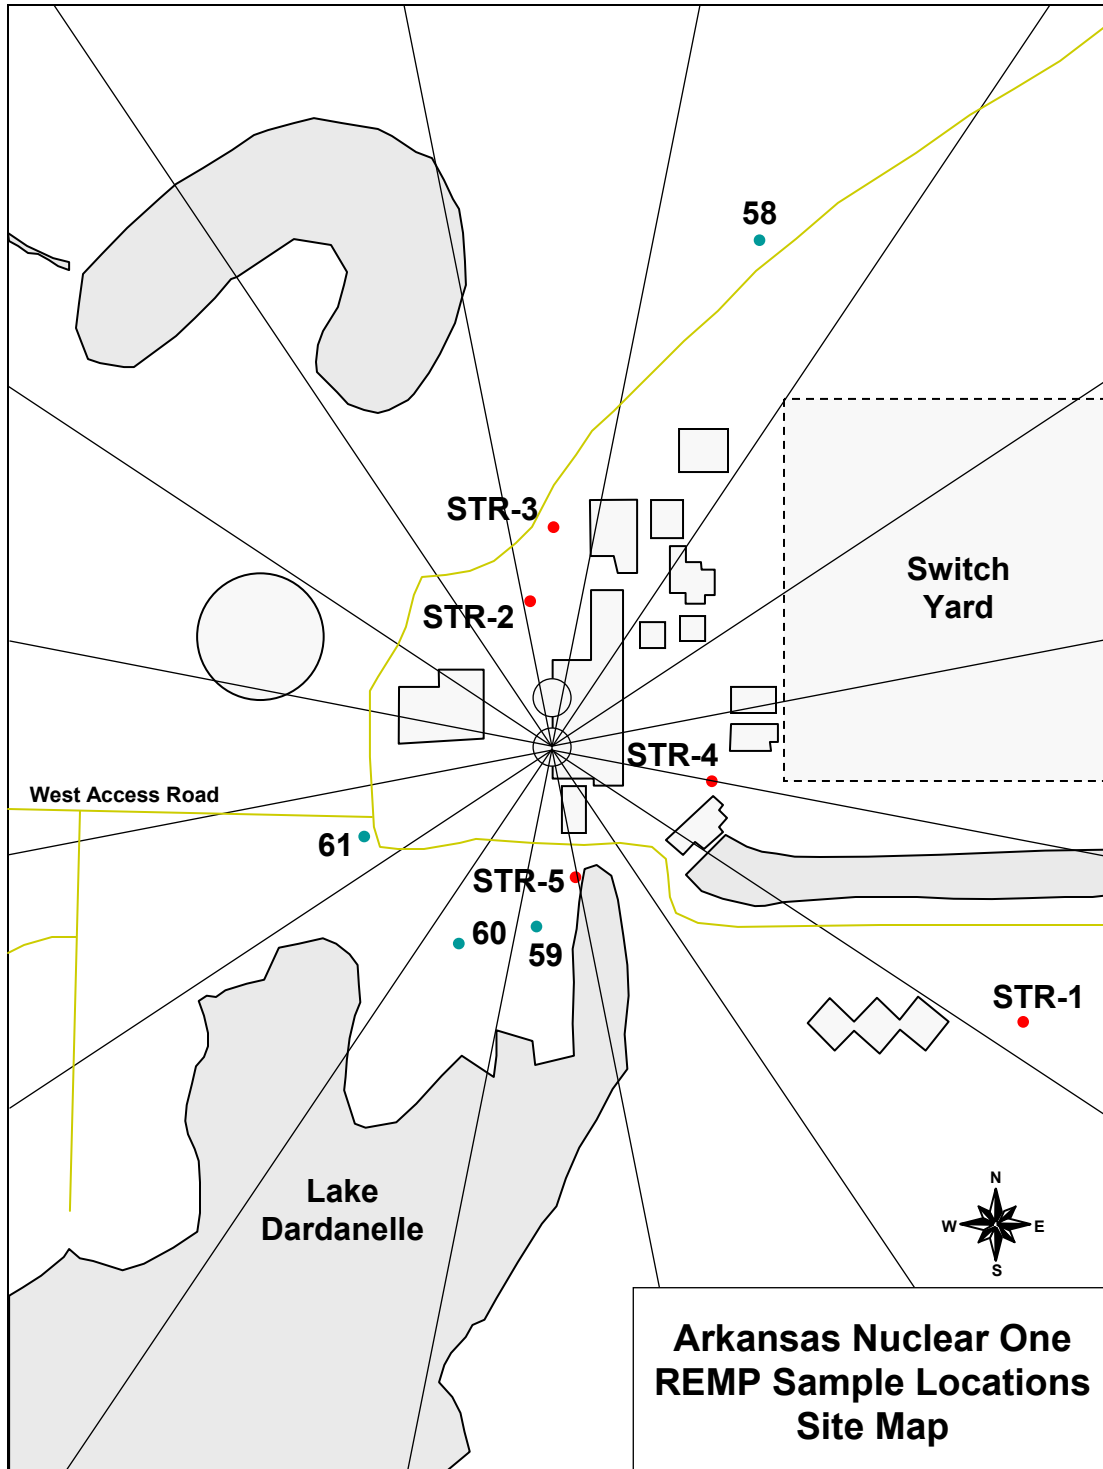 58
STR-3
Switch
Yard
STR-2
STR-4
West Access Road
61
STR-5
60
59
STR-1
Lake
Dardanelle
N
W E
S
Arkansas Nuclear One
REMP Sample Locations
Site Map